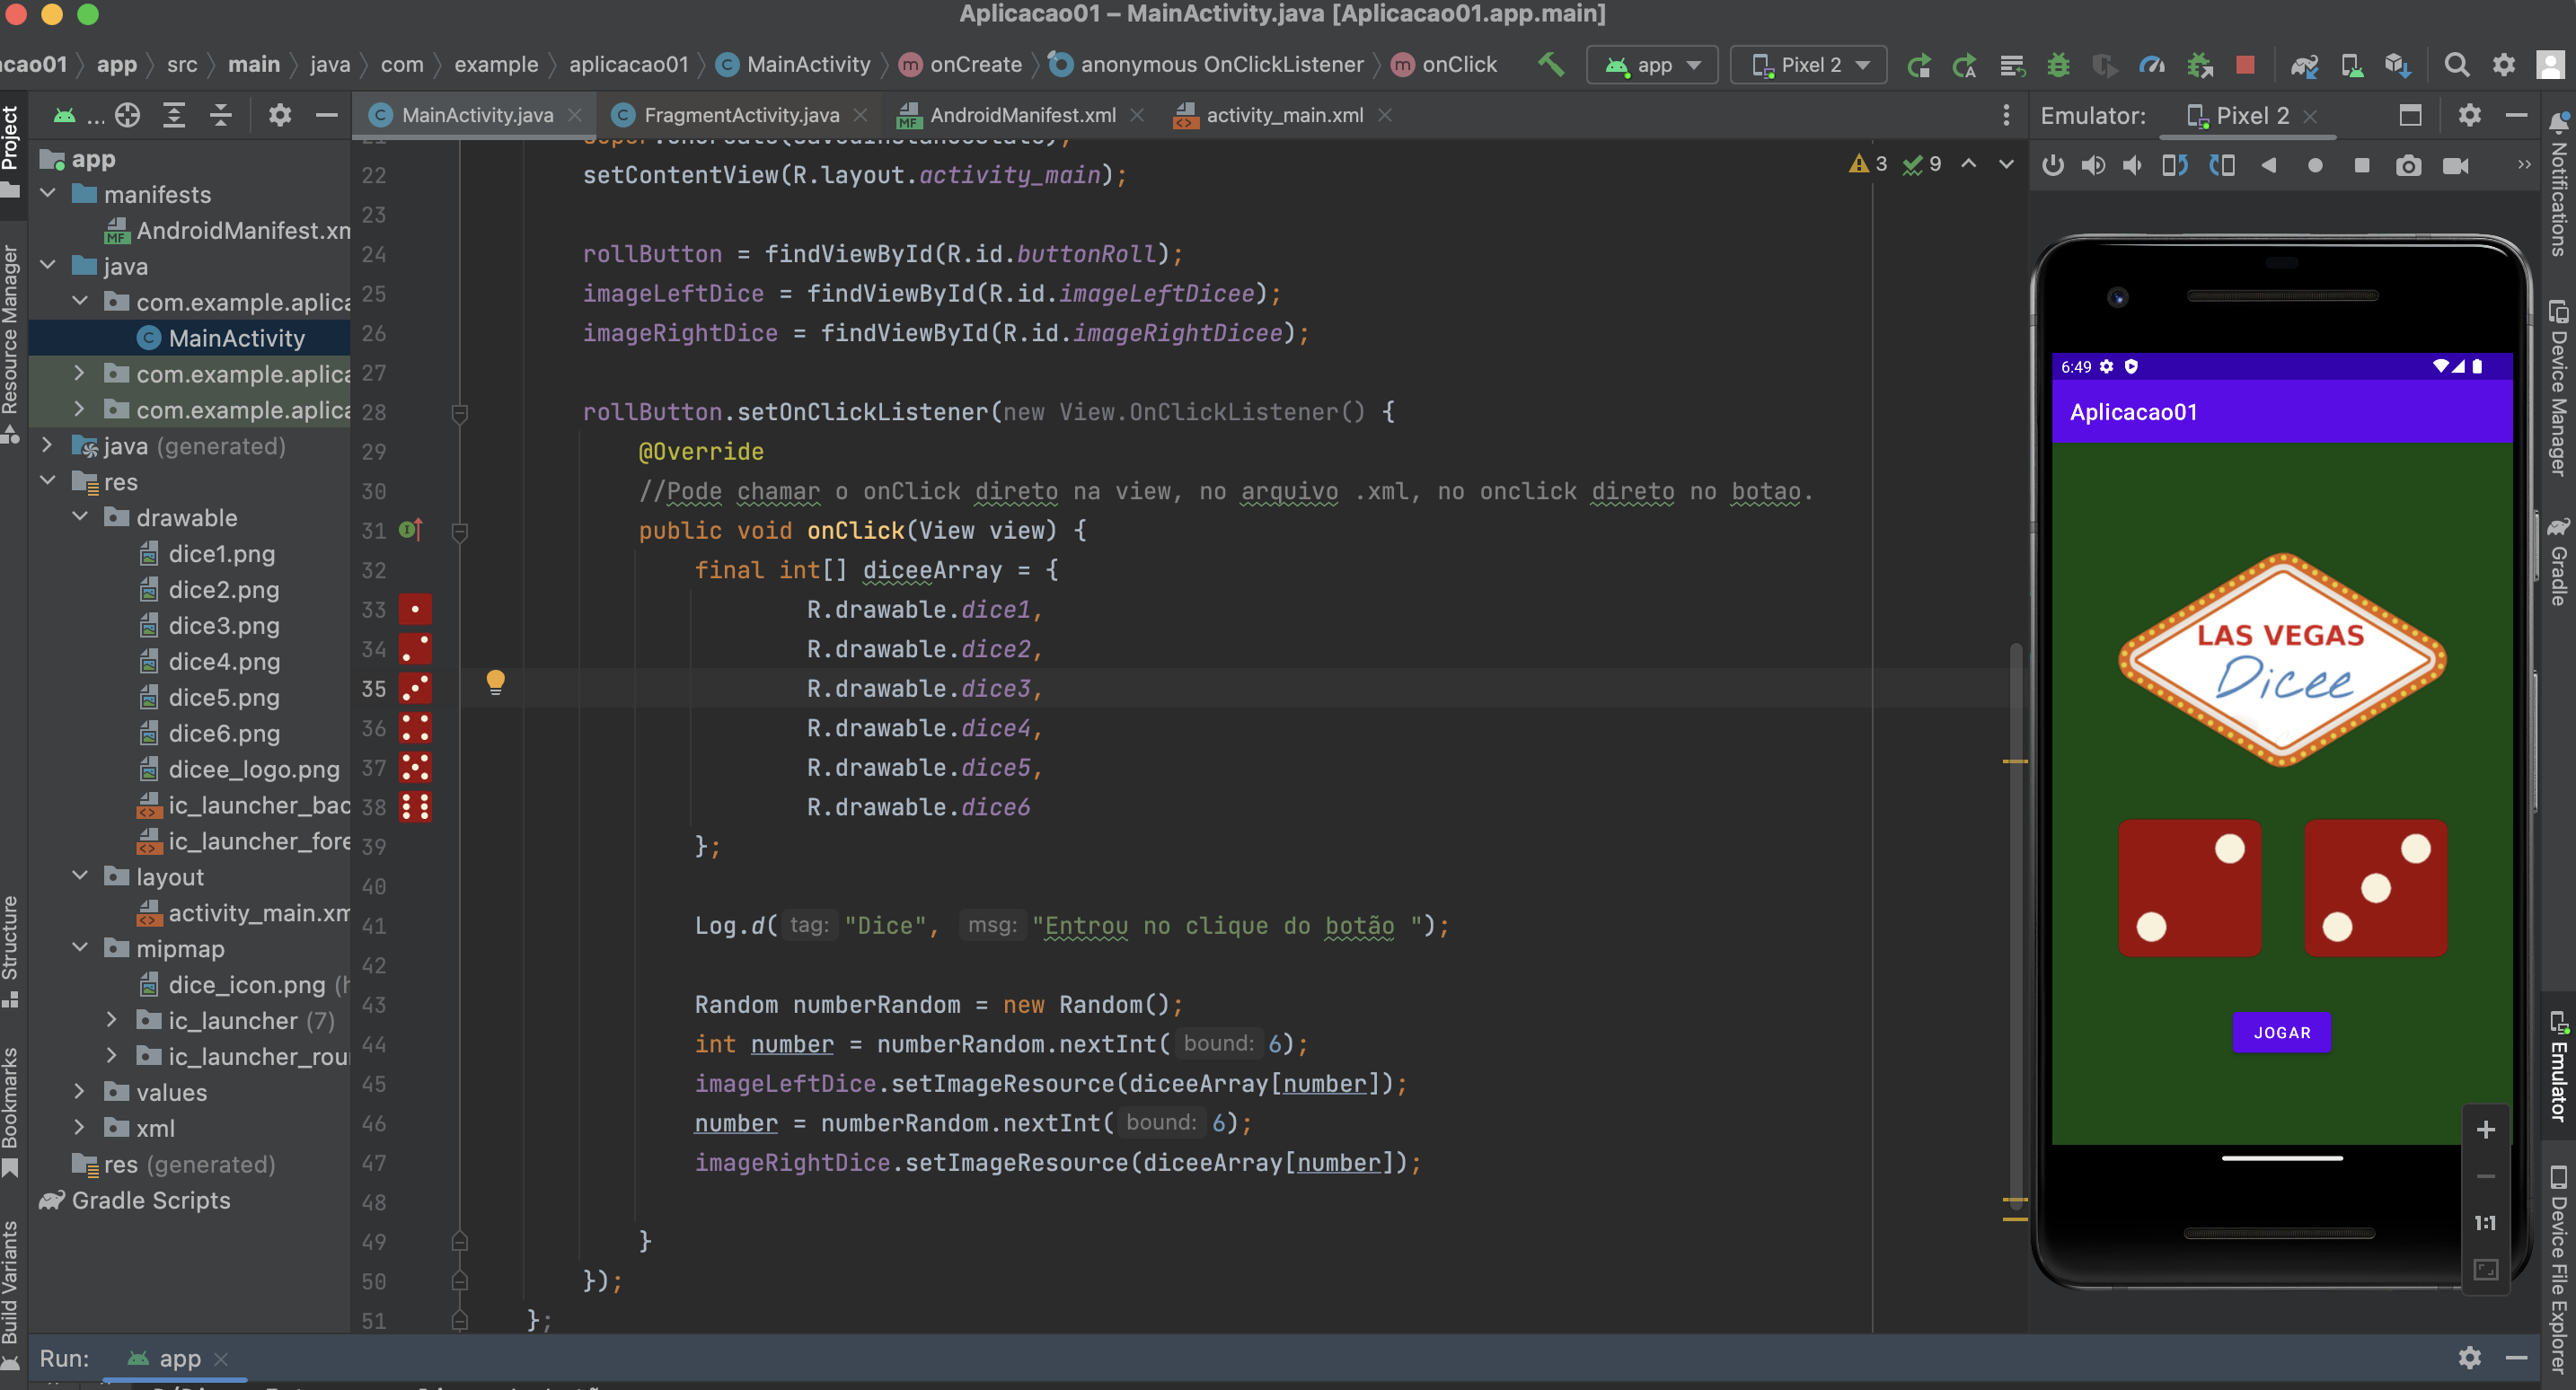 Aplicacao01 – MainActivity.java [Aplicacao01.app.main]
cao01 app src main java com example aplicacao01 MainActivity onCreate anonymous OnClickListener onClick app Pixel 2
Project
Resource Manager
Structure
Bookmarks
Build Variants
...
app
manifests
AndroidManifest.xm
java
com.example.aplica
MainActivity
com.example.aplica
com.example.aplica
java (generated)
res
drawable
dice1.png
dice2.png
dice3.png
dice4.png
dice5.png
dice6.png
dicee_logo.png
ic_launcher_bac
ic_launcher_fore
layout
activity_main.xm
mipmap
dice_icon.png (h
ic_launcher (7)
ic_launcher_rou
values
xml
res (generated)
Gradle Scripts
MainActivity.java FragmentActivity.java AndroidManifest.xml activity_main.xml
3 9
21 super.onCreate(savedInstanceState);
22 setContentView(R.layout.activity_main);
23
24 rollButton = findViewById(R.id.buttonRoll);
25 imageLeftDice = findViewById(R.id.imageLeftDicee);
26 imageRightDice = findViewById(R.id.imageRightDicee);
27
28 rollButton.setOnClickListener(new View.OnClickListener() {
29 @Override
30 //Pode chamar o onClick direto na view, no arquivo .xml, no onclick direto no botao.
31 public void onClick(View view) {
32 final int[] diceeArray = {
33 R.drawable.dice1,
34 R.drawable.dice2,
35 R.drawable.dice3,
36 R.drawable.dice4,
37 R.drawable.dice5,
38 R.drawable.dice6
39 };
40
41 Log.d( tag: "Dice", msg: "Entrou no clique do botão ");
42
43 Random numberRandom = new Random();
44 int number = numberRandom.nextInt( bound: 6);
45 imageLeftDice.setImageResource(diceeArray[number]);
46 number = numberRandom.nextInt( bound: 6);
47 imageRightDice.setImageResource(diceeArray[number]);
48
49 }
50 });
51 };
Emulator: Pixel 2
6:49
Aplicacao01
LAS VEGAS
Dicee
JOGAR
1:1
Notifications
Device Manager
Gradle
Emulator
Device File Explorer
Run: app